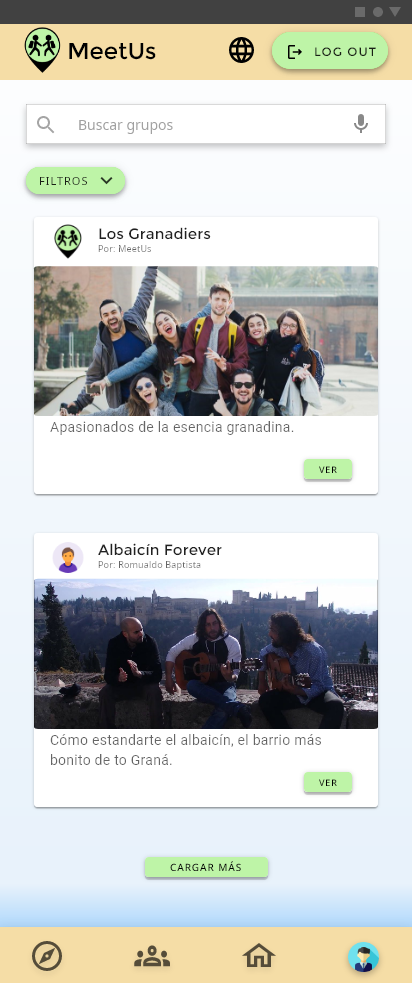 MeetUs
LOG OUT
Buscar grupos
FILTROS
Los Granadiers
Por: MeetUs
Apasionados de la esencia granadina.
VER
Albaicín Forever
Por: Romualdo Baptista
Cómo estandarte el albaicín, el barrio más
bonito de to Graná.
VER
CARGAR MÁS